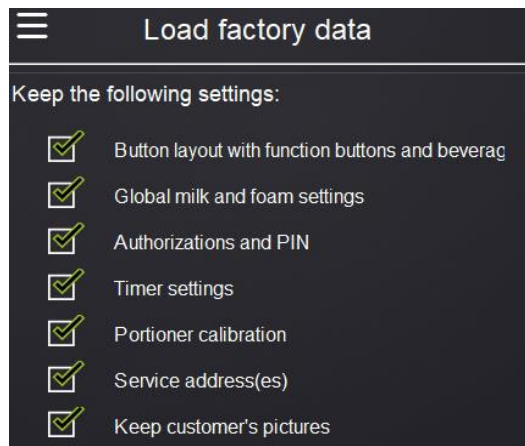 Load factory data
Keep the following settings:
Button layout with function buttons and beverag
Global milk and foam settings
Authorizations and PIN
Timer settings
Portioner calibration
Service address(es)
Keep customer's pictures